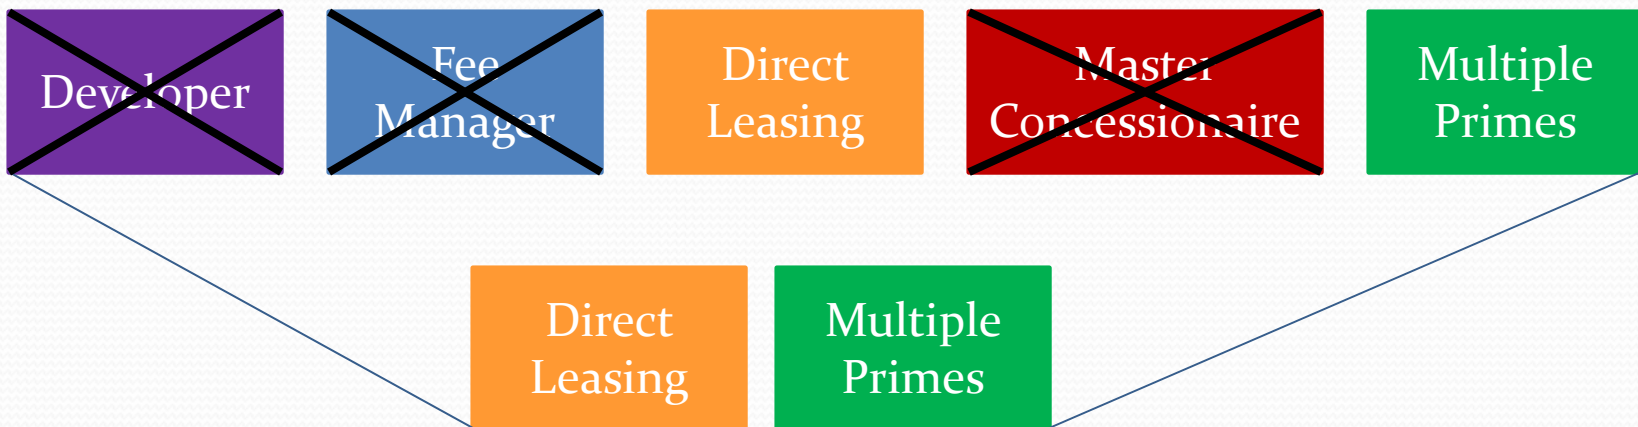 Developer
Fee
Manager
Direct
Leasing
Master
Concessionaire
Multiple
Primes
Direct
Leasing
Multiple
Primes